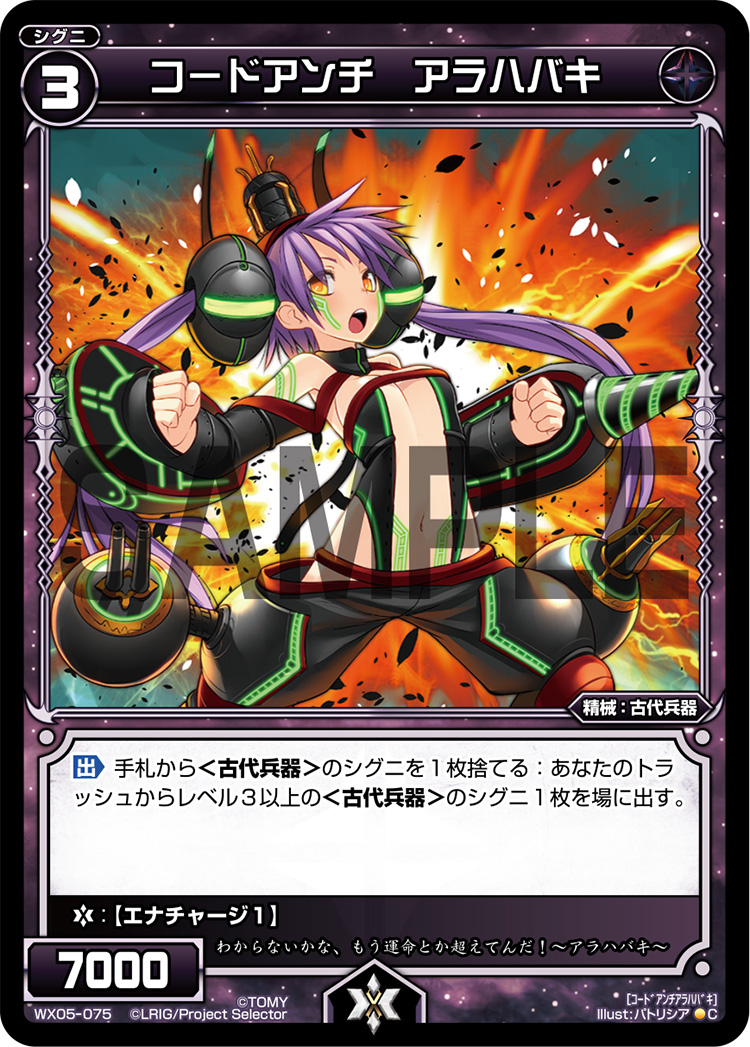 シグニ
3
コードアンチ　アラハバキ
SAMPLE
精械：古代兵器
出 手札から＜古代兵器＞のシグニを１枚捨てる：あなたのトラ
ッシュからレベル３以上の＜古代兵器＞のシグニ１枚を場に出す。
：【エナチャージ１】
わからないかな、もう運命とか超えてんだ！～アラハバキ～
7000
©TOMY
[ｺｰﾄﾞｱﾝﾁｱﾗﾊﾊﾞｷ]
WX05-075 ©LRIG/Project Selector
Illust:パトリシア C